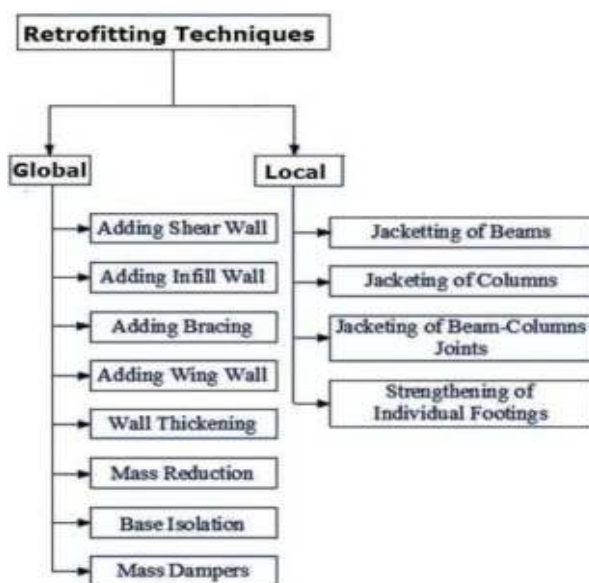 Retrofitting Techniques
Global
Local
Adding Shear Wall
Adding Infill Wall
Adding Bracing
Adding Wing Wall
Wall Thickening
Mass Reduction
Base Isolation
Mass Dampers
Jacketting of Beams
Jacketing of Columns
Jacketing of Beam-Columns
Joints
Strengthening of
Individual Footings